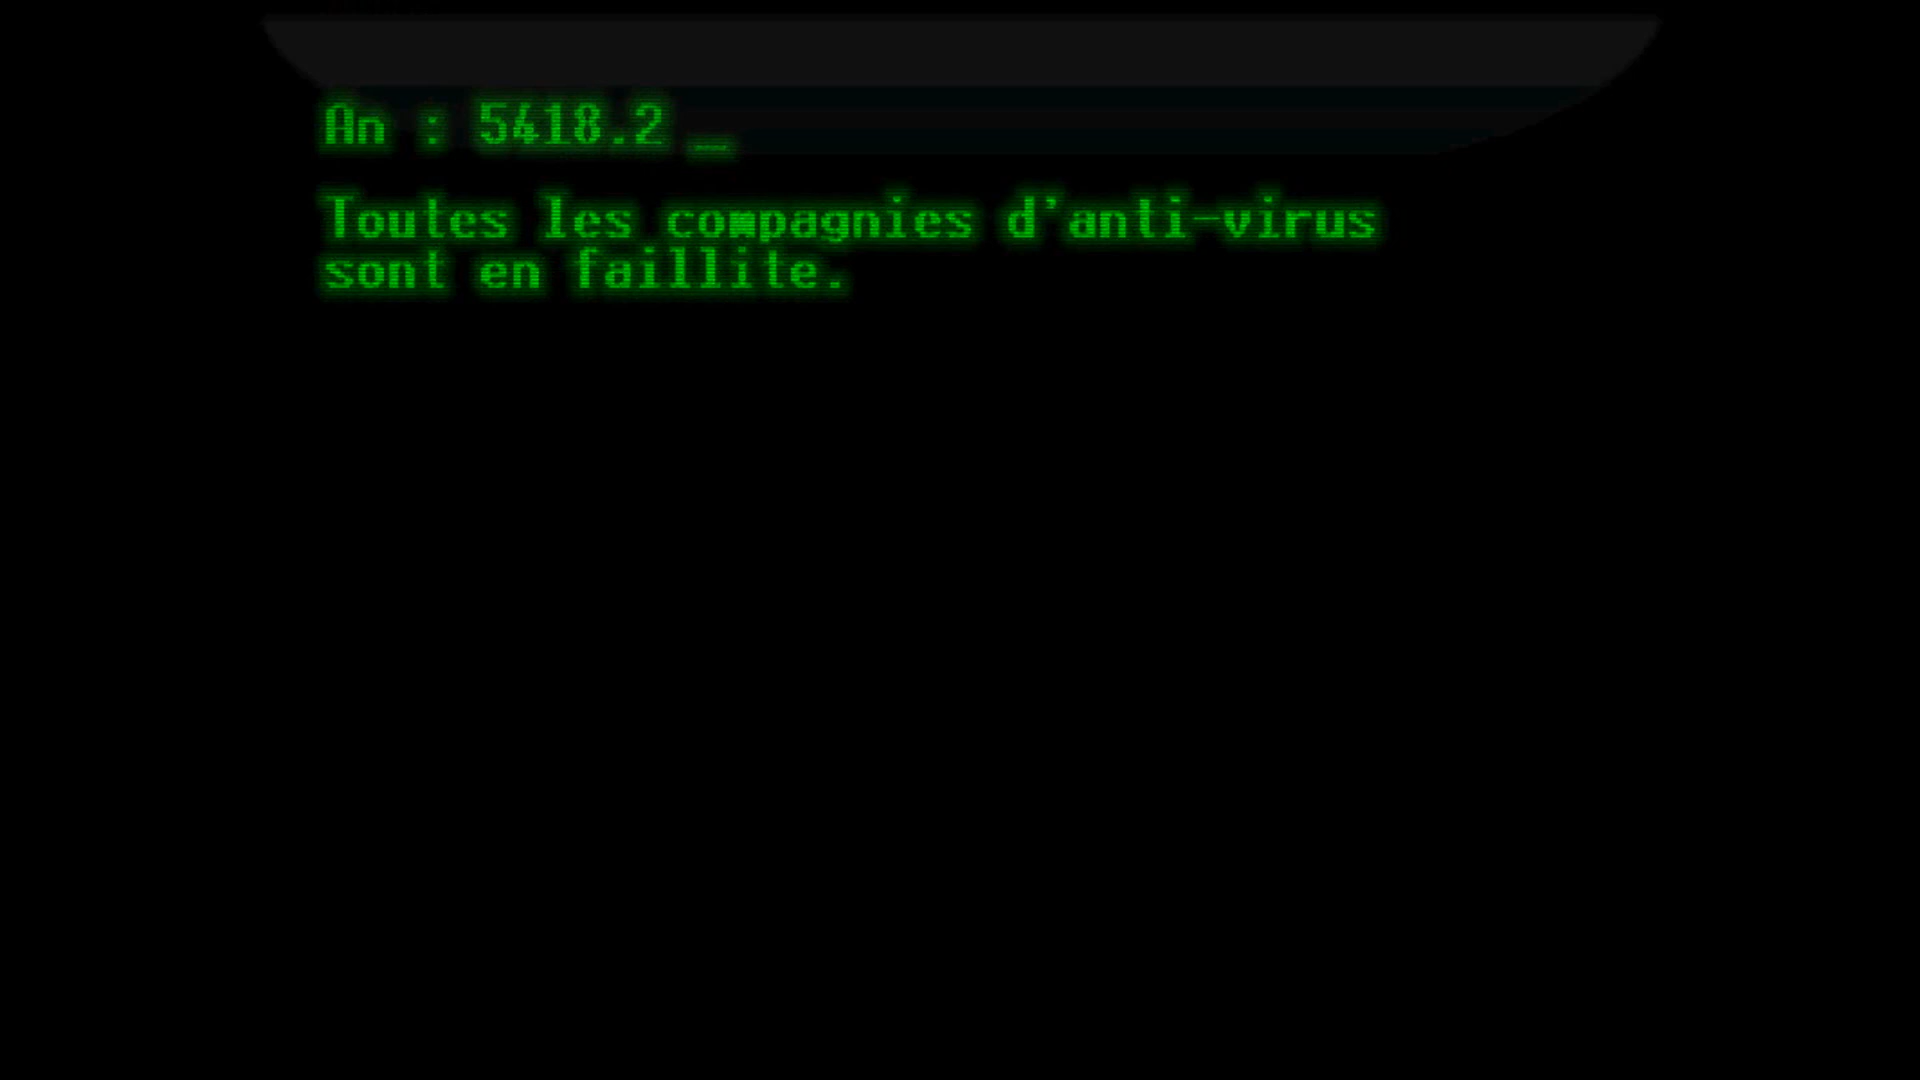 An : 5418.2 _
Toutes les compagnies d'anti-virus
sont en faillite.